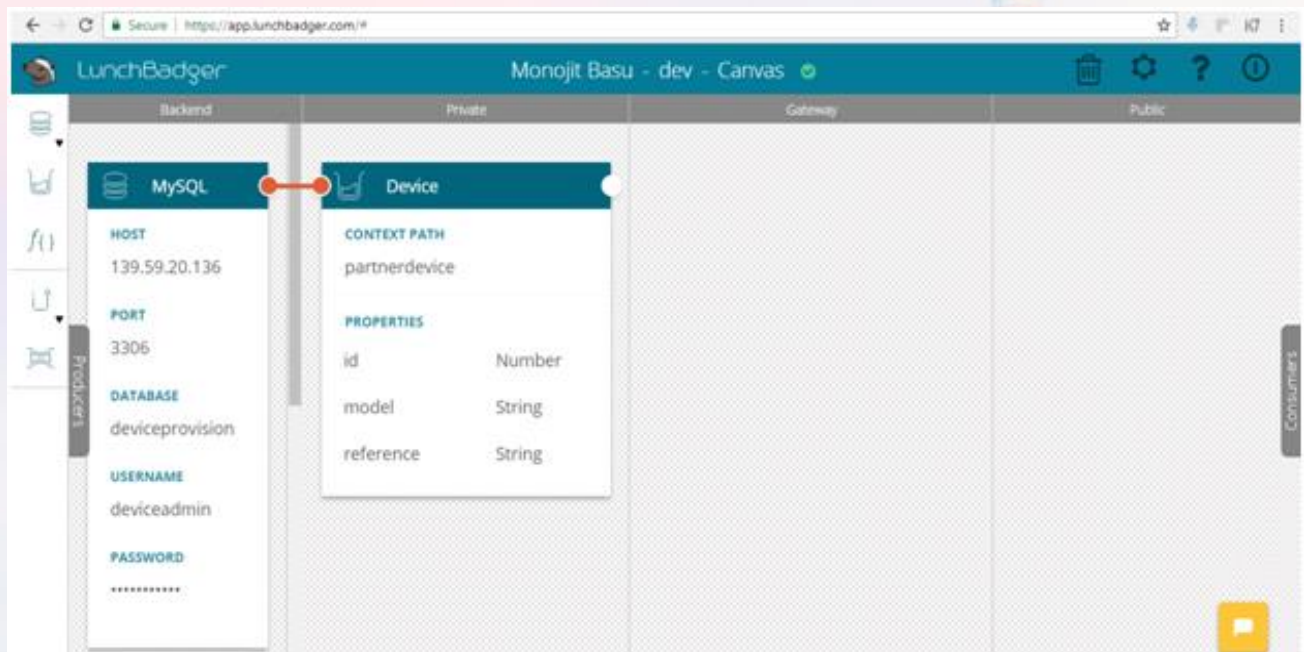 Secure | https://app.lunchbadger.com/#
LunchBadger
Monojit Basu - dev - Canvas
?
Backend
Private
Gateway
Public
MySQL
HOST
139.59.20.136
PORT
3306
DATABASE
deviceprovision
USERNAME
deviceadmin
PASSWORD
•••••••••••
Device
CONTEXT PATH
partnerdevice
PROPERTIES
id Number
model String
reference String
f()
Producers
Consumers